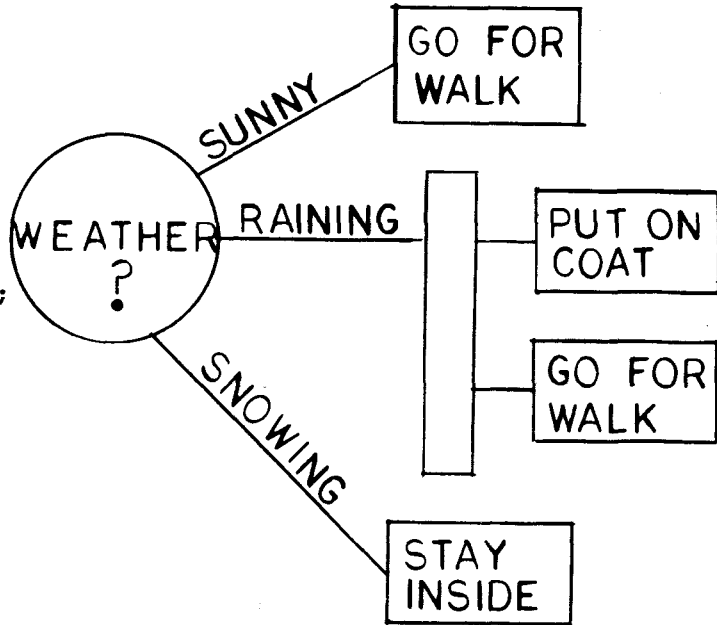 GO FOR
WALK
SUNNY
WEATHER
?
RAINING
PUT ON
COAT
GO FOR
WALK
SNOWING
STAY
INSIDE